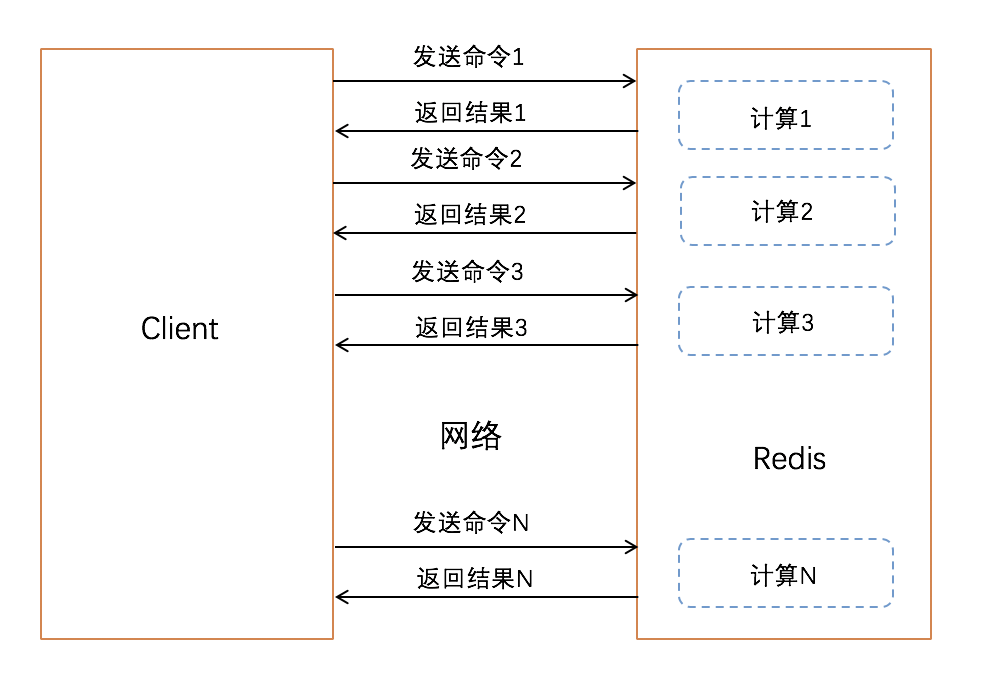 发送命令1
返回结果1
计算1
发送命令2
返回结果2
计算2
发送命令3
返回结果3
计算3
Client
网络
Redis
发送命令N
返回结果N
计算N